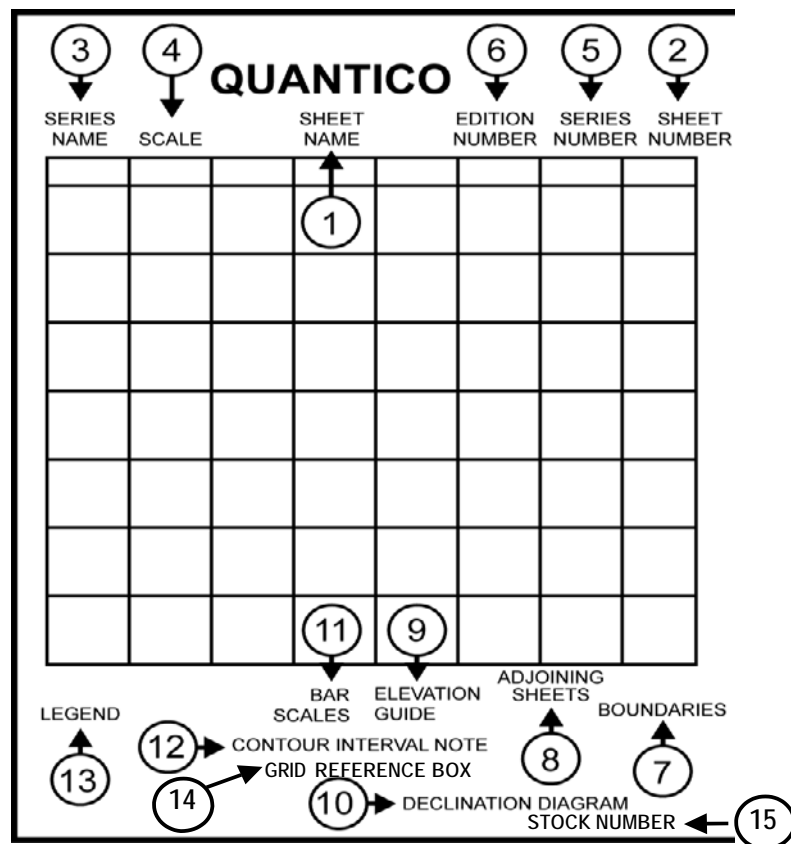 3 4 6 5 2
QUANTICO
SERIES NAME SCALE SHEET NAME EDITION NUMBER SERIES NUMBER SHEET NUMBER
1
11 9
BAR SCALES ELEVATION GUIDE ADJOINING SHEETS
LEGEND BOUNDARIES
12 CONTOUR INTERVAL NOTE
13 14 GRID REFERENCE BOX 8 7
10 DECLINATION DIAGRAM
STOCK NUMBER 15